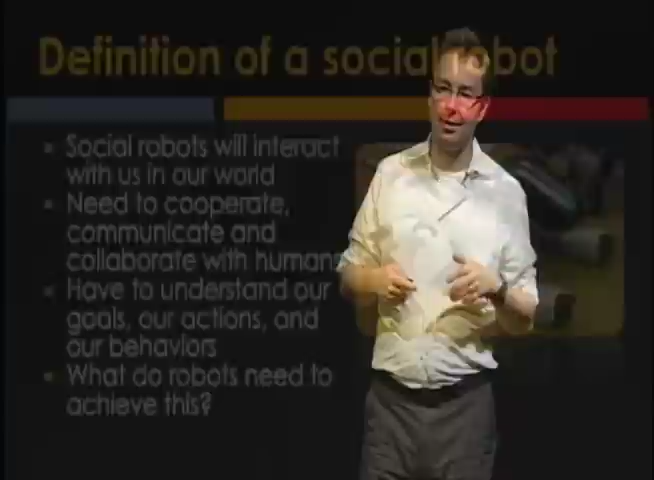 Definition of a social robot
Social robots will interact
with us in our world
Need to cooperate,
communicate and
collaborate with humans
Have to understand our
goals, our actions, and
our behaviors
What do robots need to
achieve this?